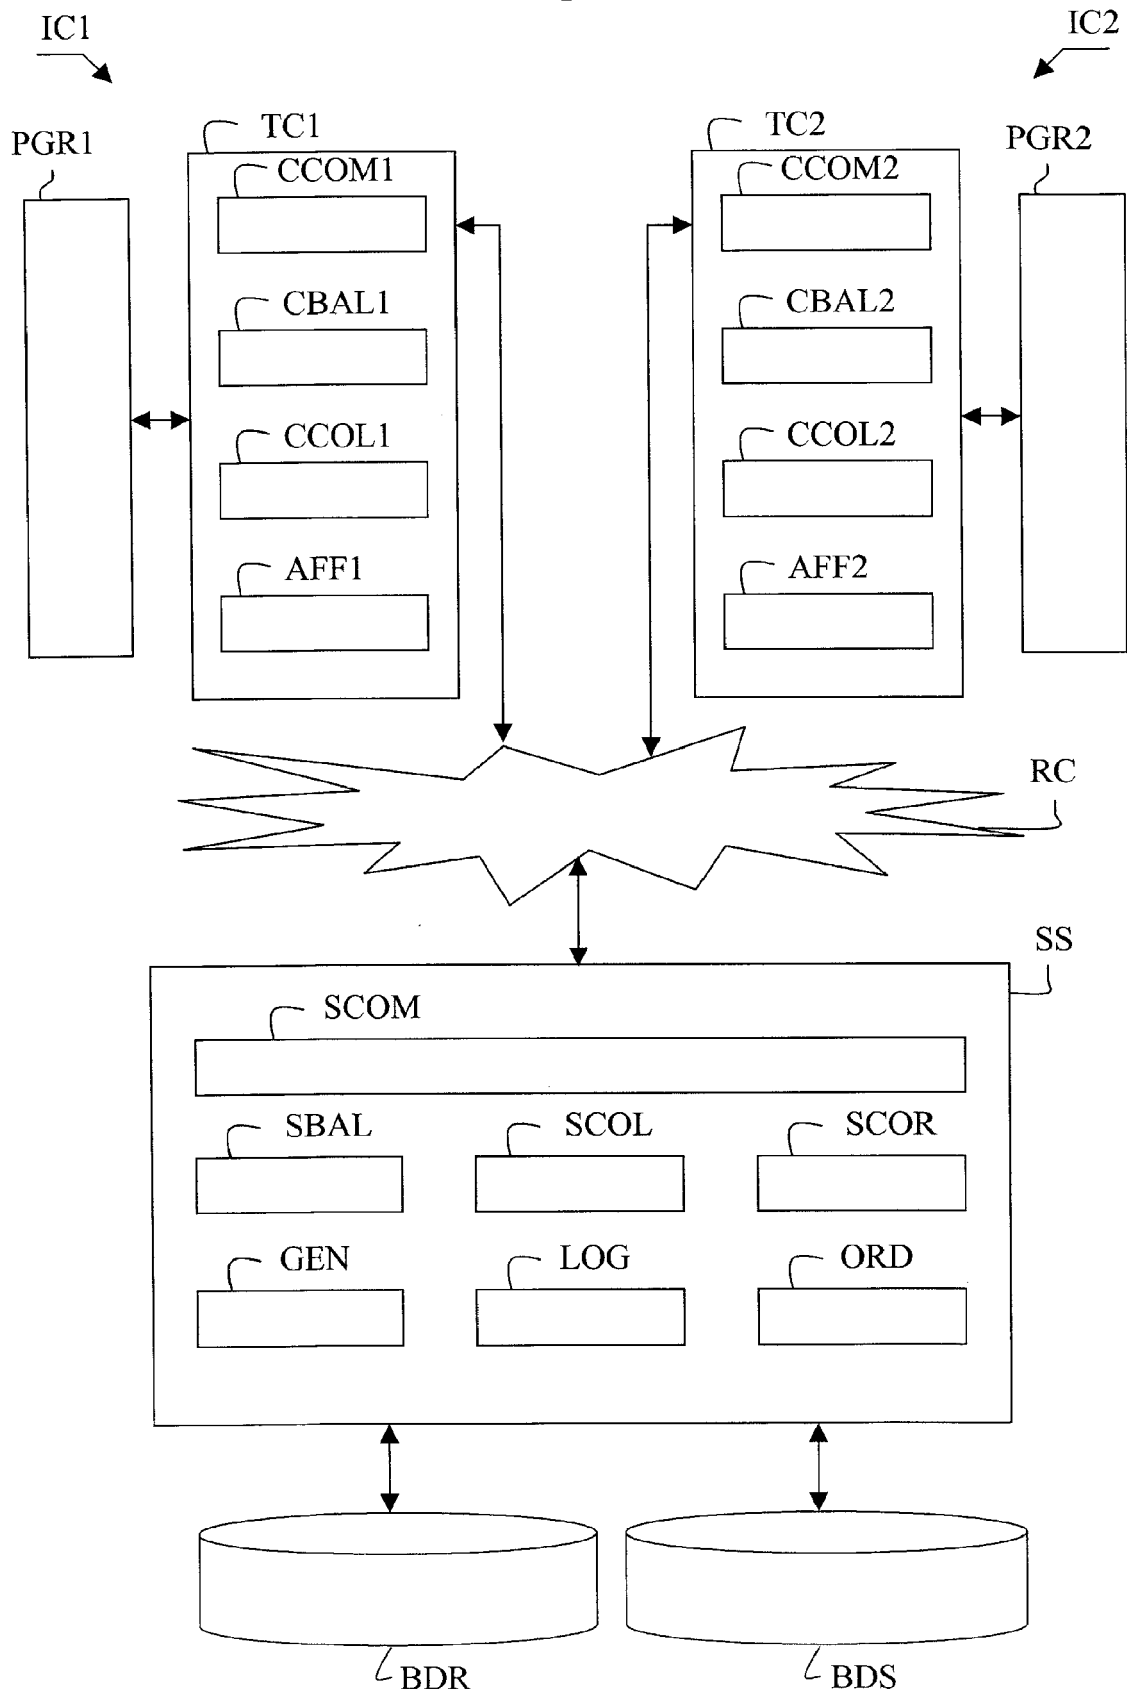 IC1
IC2
PGR1
TC1
TC2
PGR2
CCOM1
CCOM2
CBAL1
CBAL2
CCOL1
CCOL2
AFF1
AFF2
RC
SS
SCOM
SBAL
SCOL
SCOR
GEN
LOG
ORD
BDR
BDS